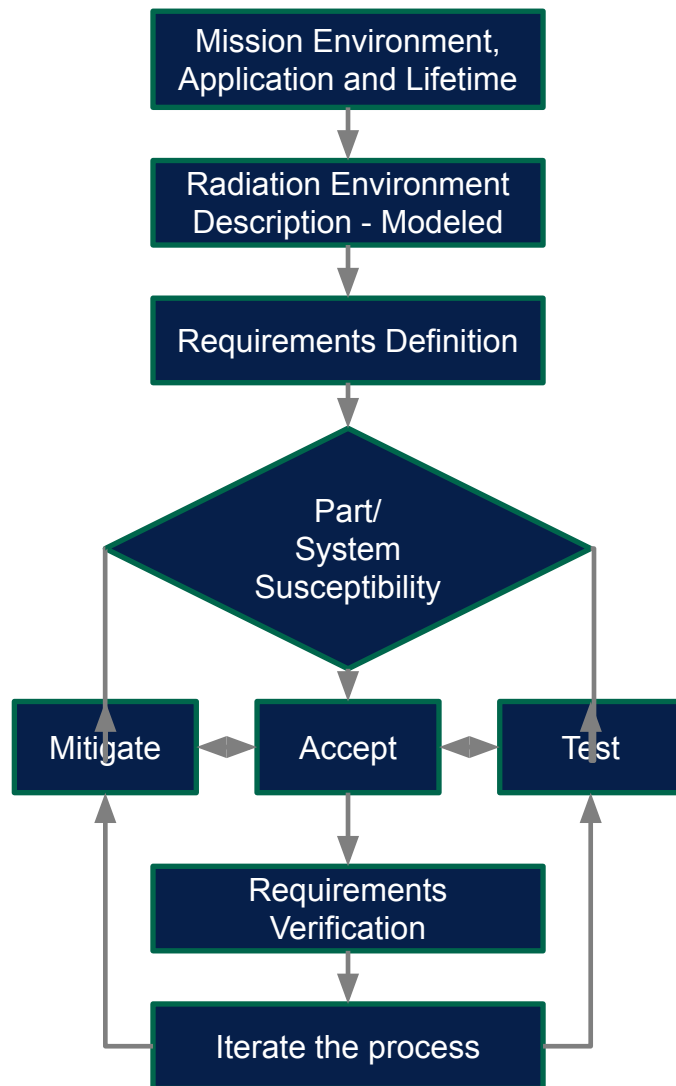 Mission Environment,
Application and Lifetime
Radiation Environment
Description - Modeled
Requirements Definition
Part/
System
Susceptibility
Mitigate
Accept
Test
Requirements
Verification
Iterate the process